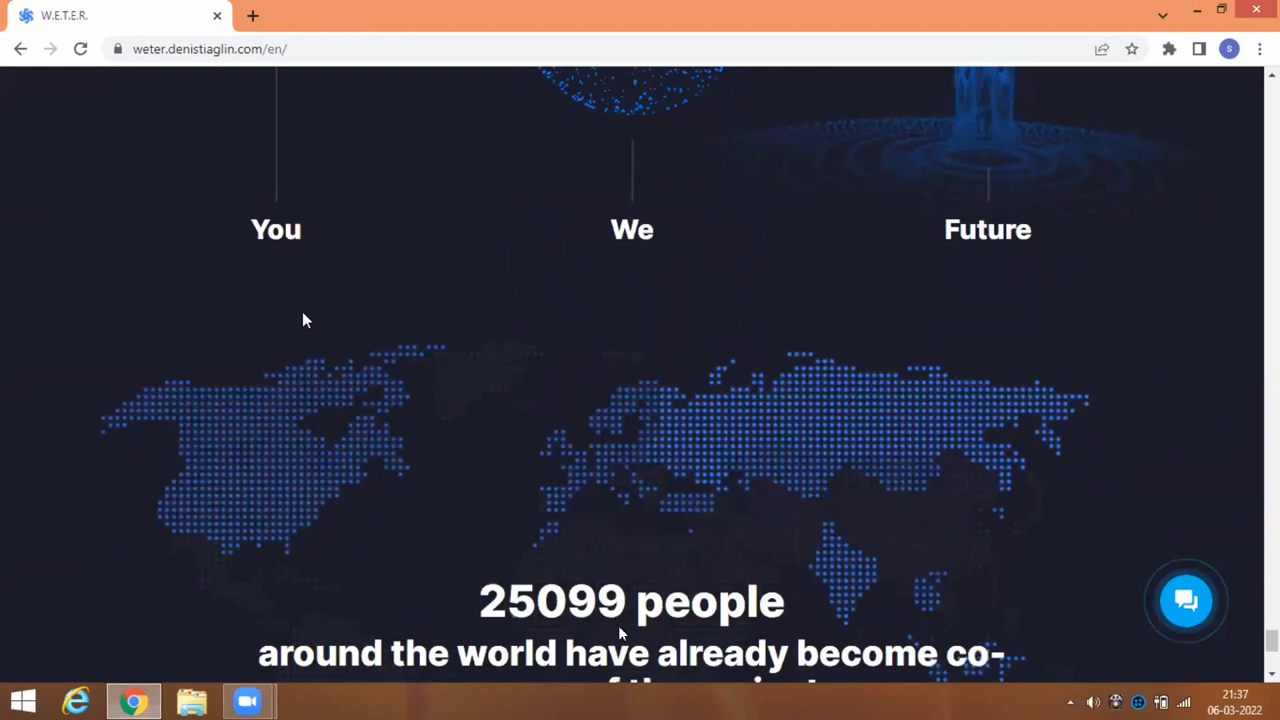 W.E.T.E.R.
weter.denistiaglin.com/en/
S
You We Future
25099 people
around the world have already become co-
21:37
06-03-2022